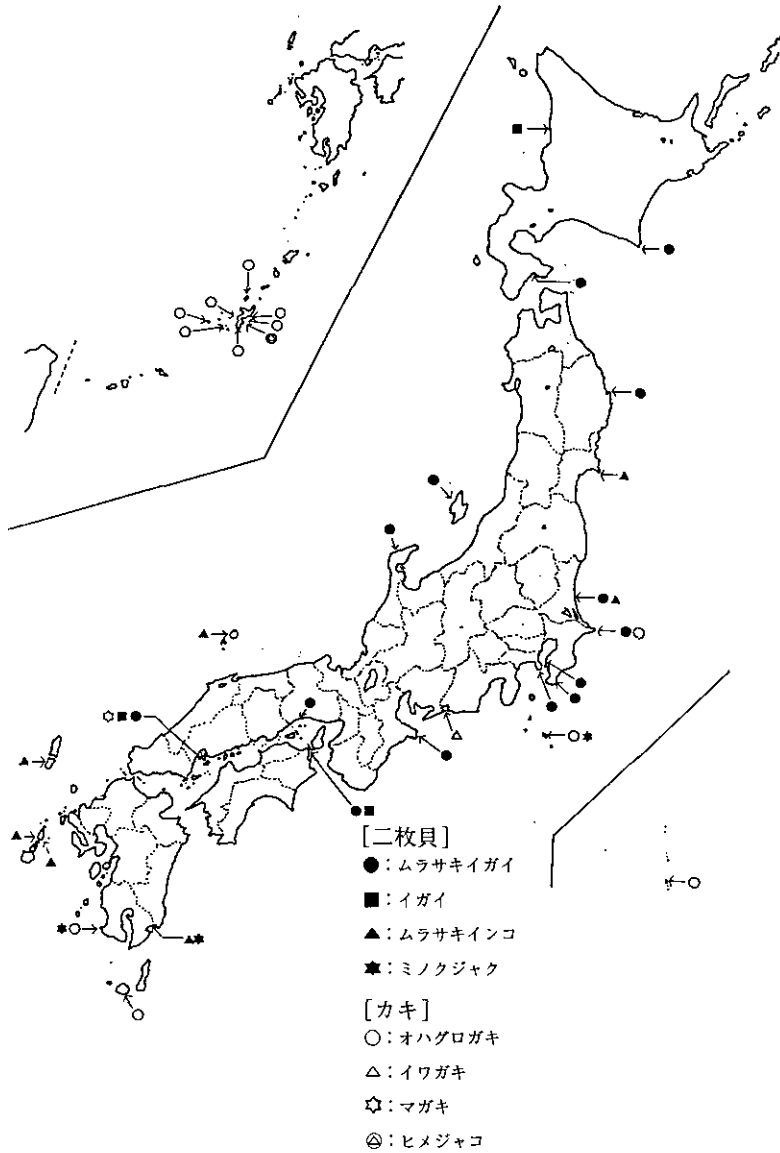 [二枚貝]
●：ムラサキイガイ
■：イガイ
▲：ムラサキインコ
★：ミノクジャク
[カキ]
○：オハグロガキ
△：イワガキ
✡：マガキ
◎：ヒメジャコ